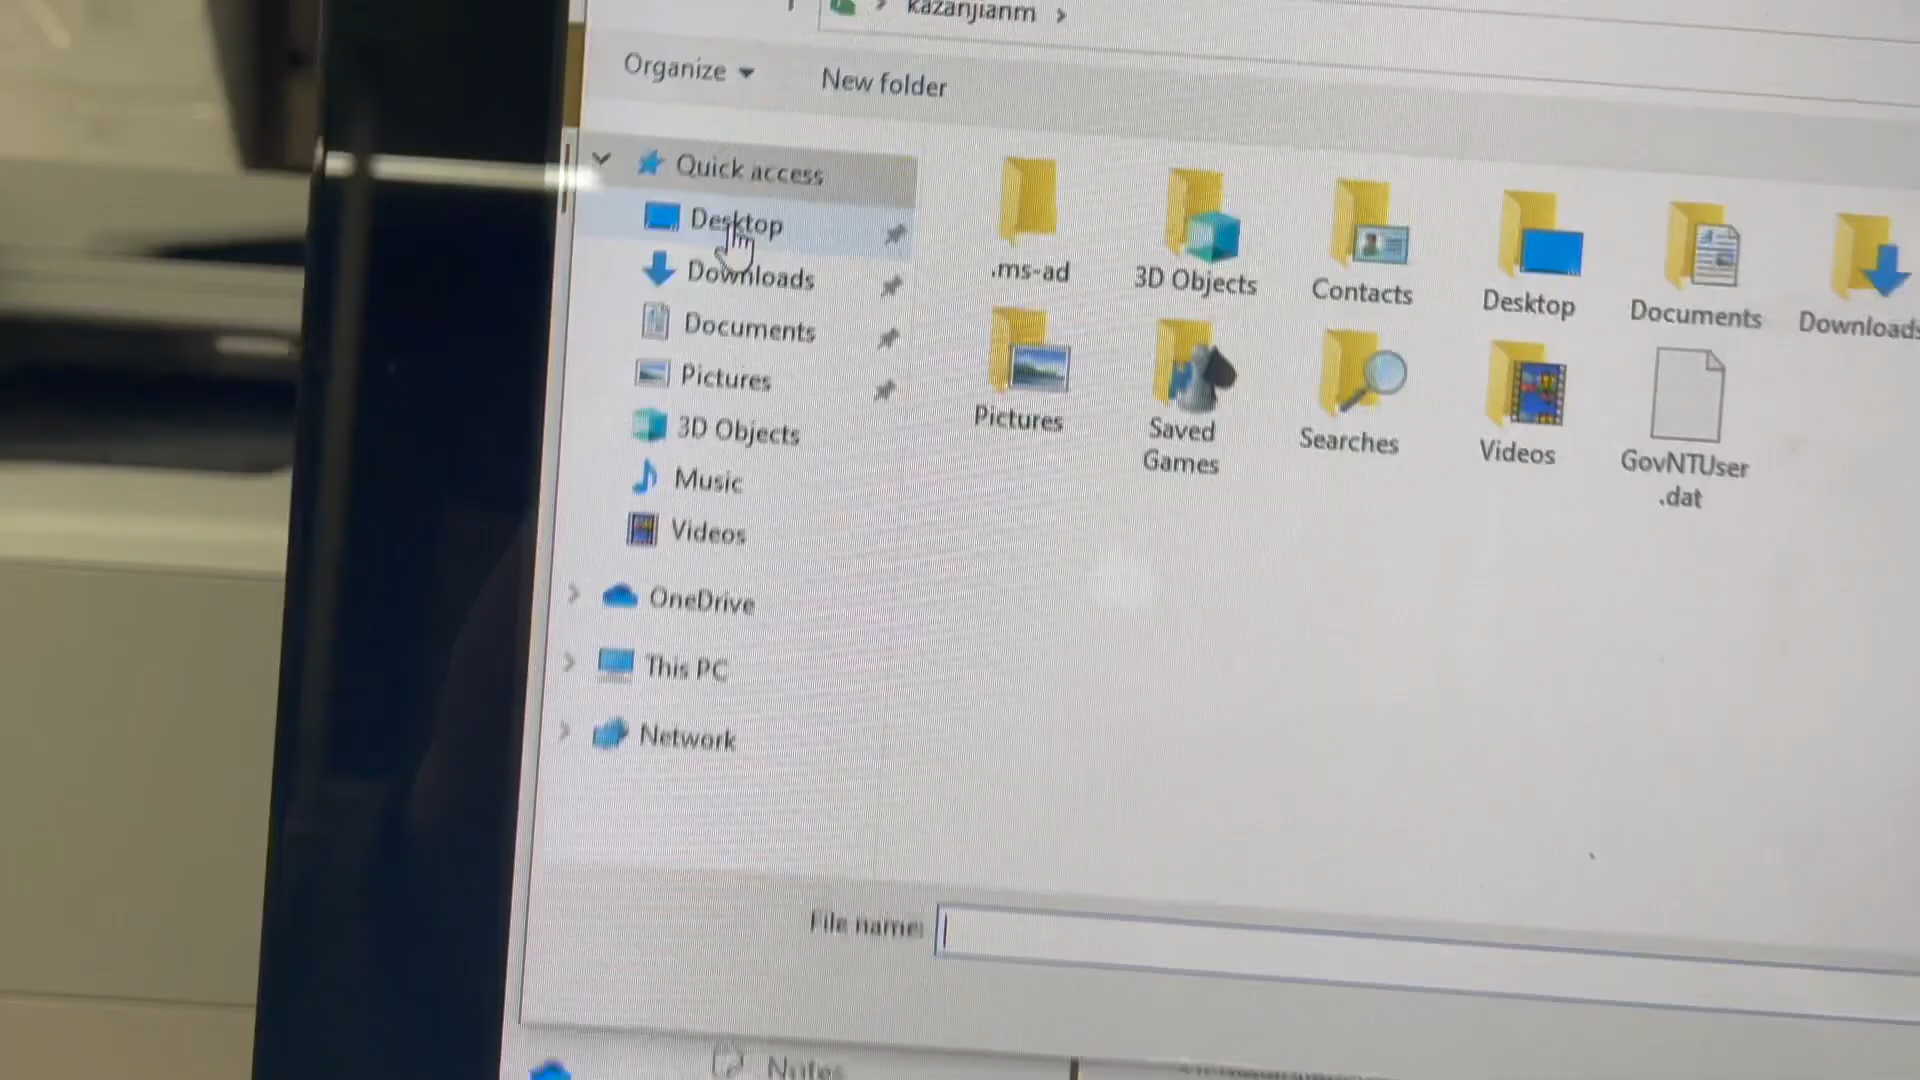 kazanjianm
Organize
New folder
Quick access
Desktop
Downloads
Documents
Pictures
3D Objects
Music
Videos
OneDrive
This PC
Network
.ms-ad
3D Objects
Contacts
Desktop
Documents
Downloads
Pictures
Saved
Games
Searches
Videos
GovNTUser
.dat
File name:
Notes